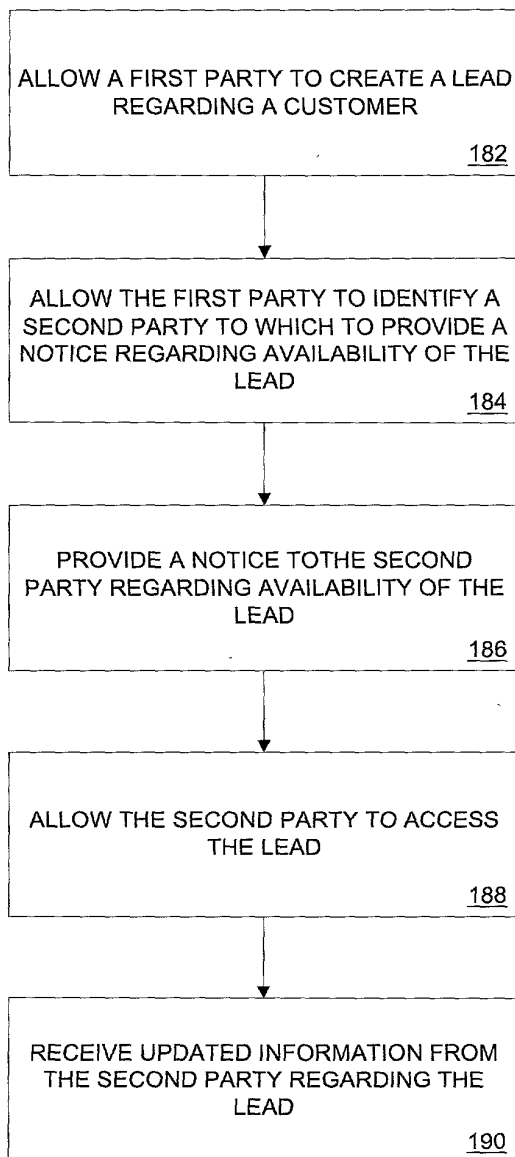 ALLOW A FIRST PARTY TO CREATE A LEAD
REGARDING A CUSTOMER
182
ALLOW THE FIRST PARTY TO IDENTIFY A
SECOND PARTY TO WHICH TO PROVIDE A
NOTICE REGARDING AVAILABILITY OF THE
LEAD
184
PROVIDE A NOTICE TOTHE SECOND
PARTY REGARDING AVAILABILITY OF THE
LEAD
186
ALLOW THE SECOND PARTY TO ACCESS
THE LEAD
188
RECEIVE UPDATED INFORMATION FROM
THE SECOND PARTY REGARDING THE
LEAD
190